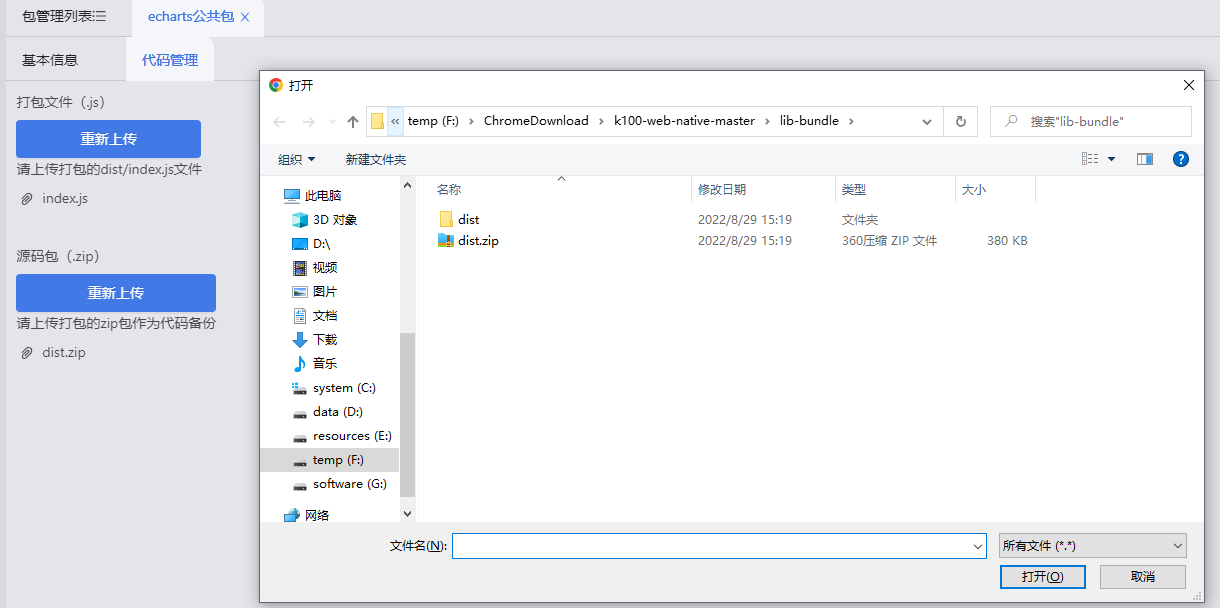 包管理列表
echarts公共包
基本信息
代码管理
打包文件（.js）
重新上传
请上传打包的dist/index.js文件
index.js
源码包（.zip）
重新上传
请上传打包的zip包作为代码备份
dist.zip
打开
« temp (F:) › ChromeDownload › k100-web-native-master › lib-bundle ›
搜索"lib-bundle"
组织
新建文件夹
此电脑
3D 对象
D:\
视频
图片
文档
下载
音乐
system (C:)
data (D:)
resources (E:)
temp (F:)
software (G:)
网络
名称 修改日期 类型 大小
dist 2022/8/29 15:19 文件夹
dist.zip 2022/8/29 15:19 360压缩 ZIP 文件 380 KB
文件名(N):
所有文件 (*.*)
打开(O)
取消